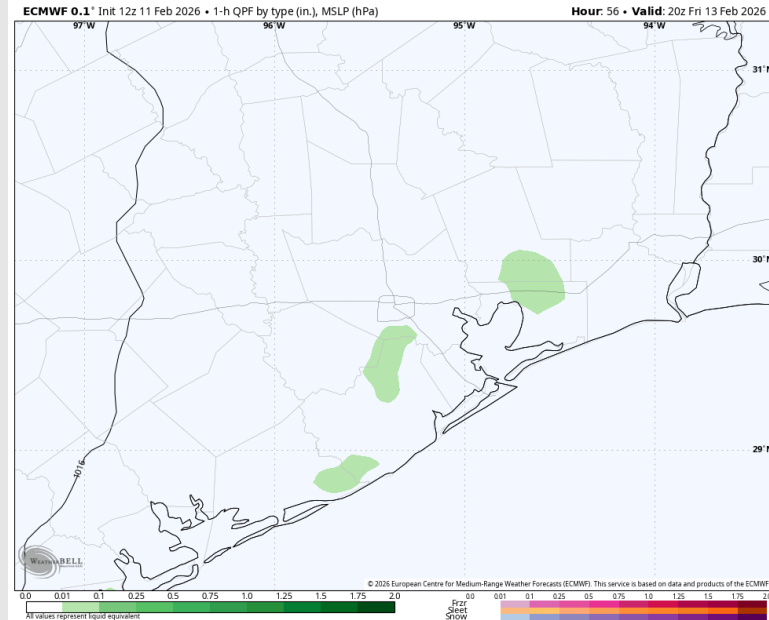 ECMWF 0.1° Init 12z 11 Feb 2026 • 1-h QPF by type (in.), MSLP (hPa)
Hour: 56 • Valid: 20z Fri 13 Feb 2026
97°W 96°W 95°W 94°W
31°
30°
29°
1016
WEATHERBELL
© 2026 European Centre for Medium-Range Weather Forecasts (ECMWF). This service is based on data and products of the ECMWF
0.0 0.01 0.1 0.25 0.5 0.75 1.0 1.25 1.5 1.75 2.0
All values represent liquid equivalent
0.0 0.01 0.1 0.25 0.5 0.75 1.0 1.25 1.5 1.75 2.0
Frzr
Sleet
Snow